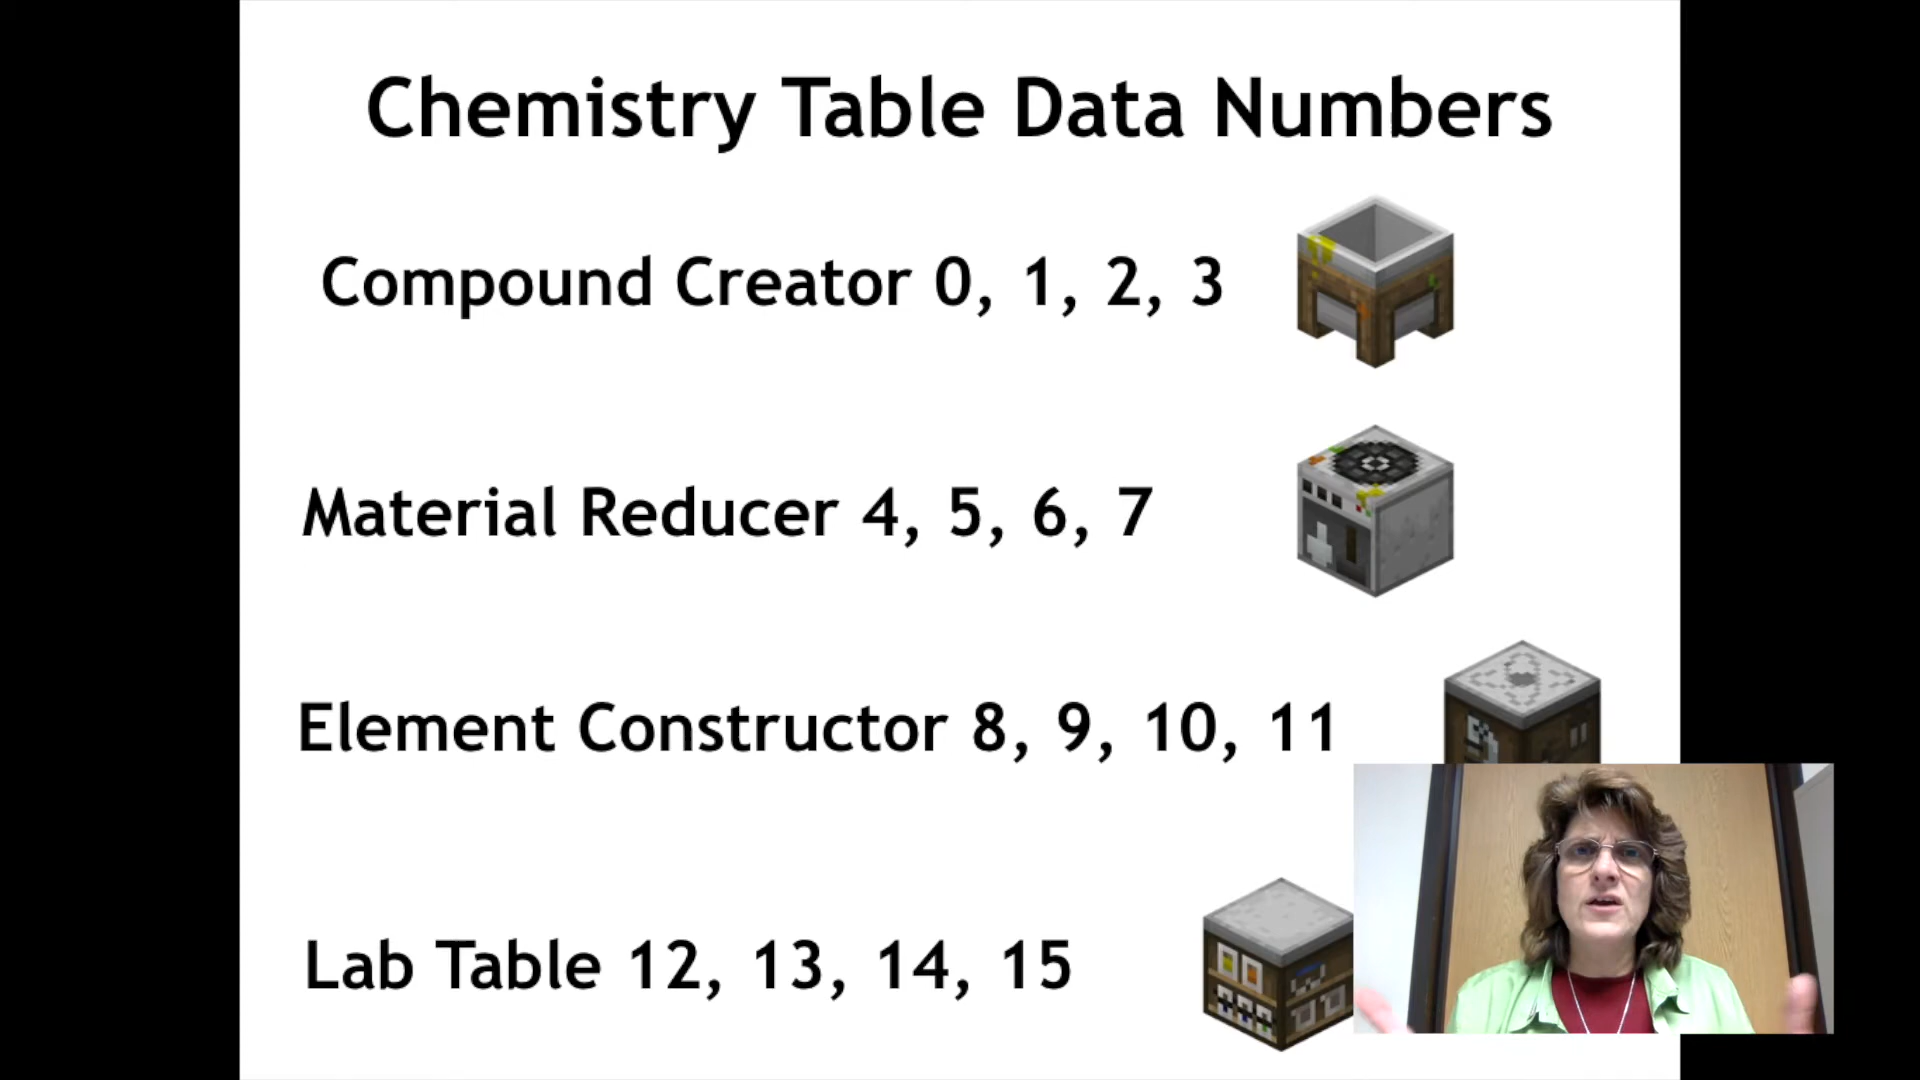 Chemistry Table Data Numbers
Compound Creator 0, 1, 2, 3
Material Reducer 4, 5, 6, 7
Element Constructor 8, 9, 10, 11
Lab Table 12, 13, 14, 15